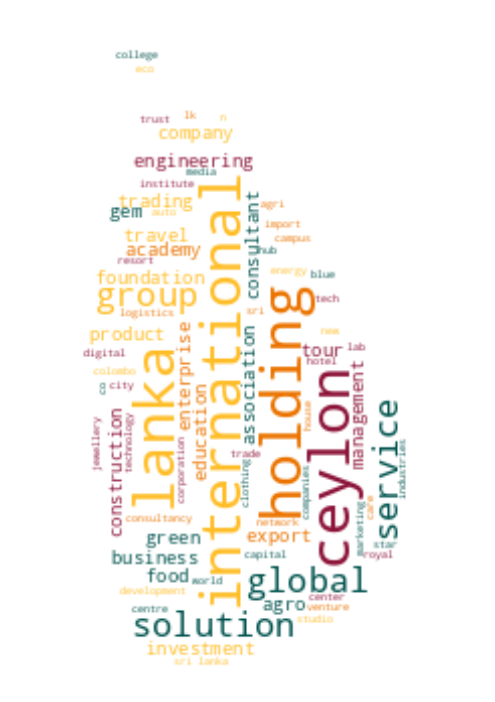 college
eco
trust
lk
n
company
engineering
media
institute
international
trading
gem
auto
consultant
agri
travel
import
academy
campus
hub
resort
foundation
energy
blue
group
holding
tech
logistics
sri
product
enterprise
association
new
digital
lanka
tour
lab
hotel
colombo
city
education
ceylon
management
service
jewellery
construction
technology
corporation
house
trade
clothing
companies
industries
care
marketing
consultancy
network
green
export
star
business
capital
royal
food
world
global
development
agro
center
centre
venture
solution
studio
investment
sri lanka